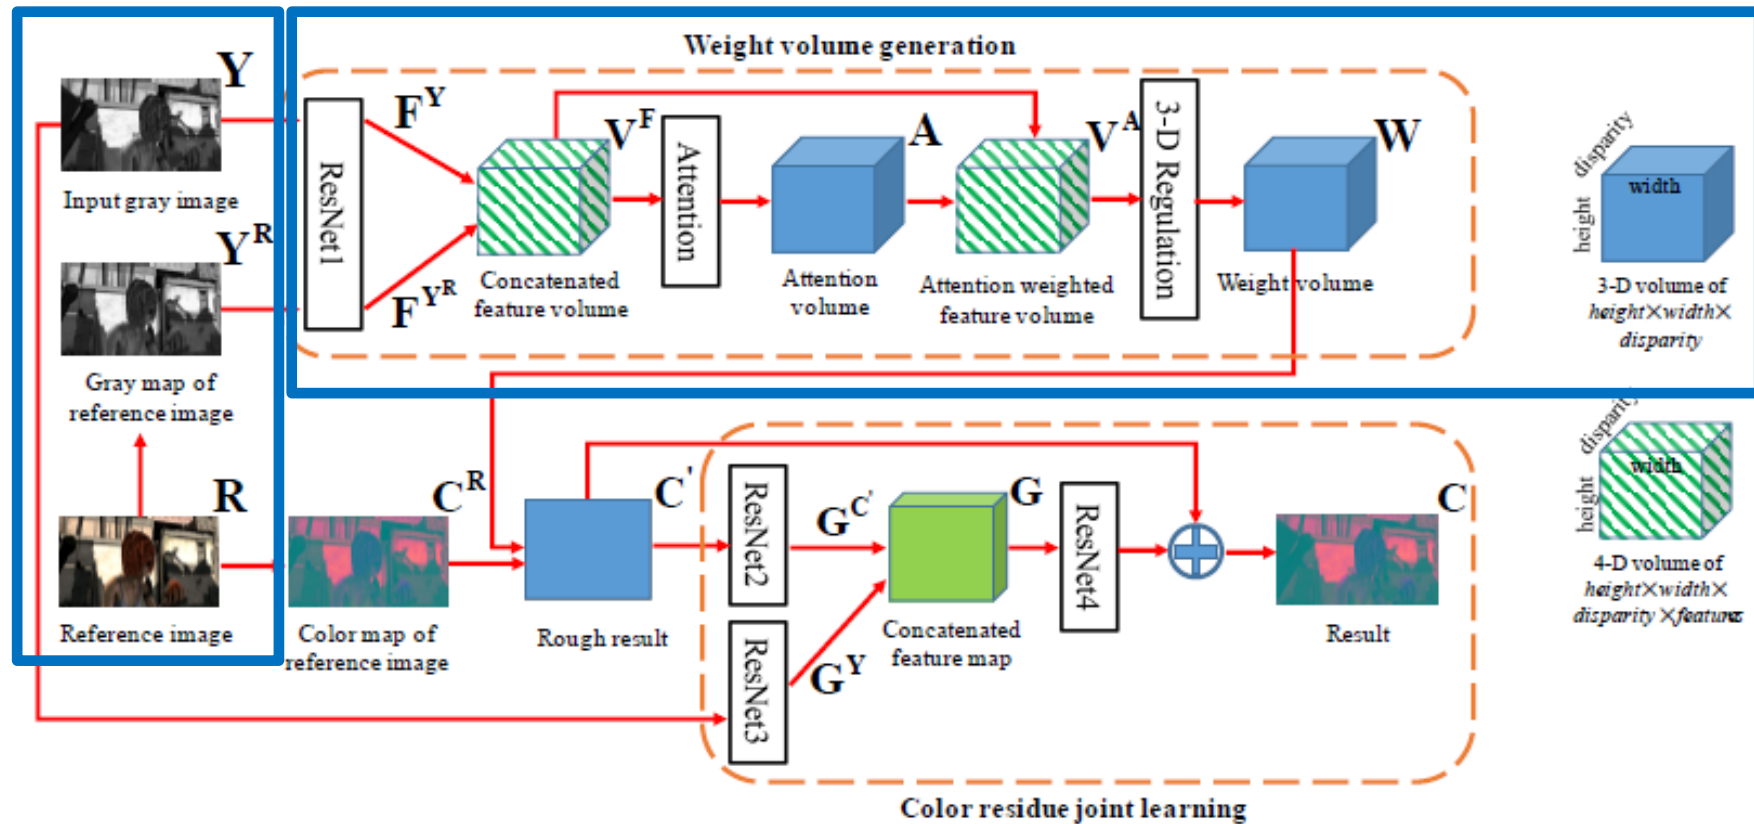 Weight volume generation
Y
Input gray image
Y^R
Gray map of
reference image
R
Reference image
ResNet1
F^Y
F^{Y^R}
V^F
Concatenated
feature volume
Attention
A
Attention
volume
V^A
Attention weighted
feature volume
3-D Regulation
W
Weight volume
disparity
width
height
3-D volume of
height×width×
disparity
C^R
Color map of
reference image
C'
Rough result
ResNet2
G^{C'}
ResNet3
G^Y
G
Concatenated
feature map
ResNet4
C
Result
disparity
width
height
4-D volume of
height×width×
disparity×features
Color residue joint learning